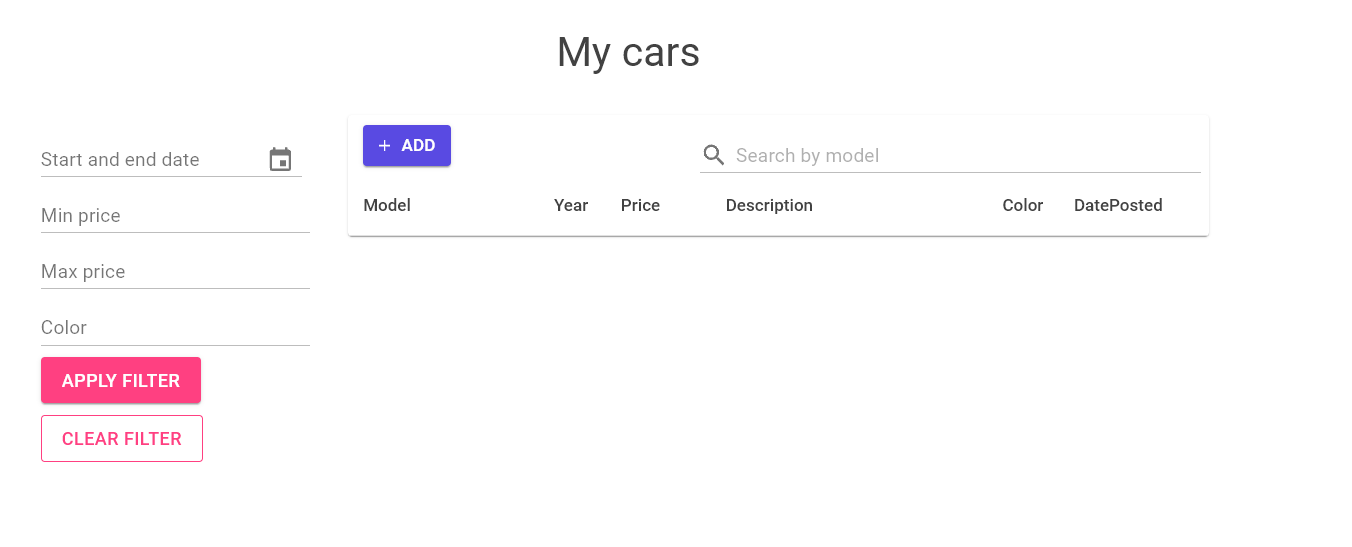 My cars
Start and end date
Min price
Max price
Color
APPLY FILTER
CLEAR FILTER
+ ADD
Search by model
Model Year Price Description Color DatePosted